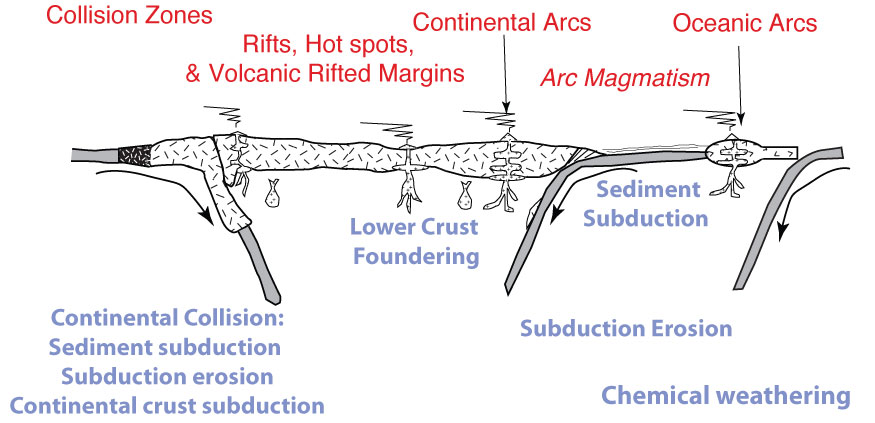 Collision Zones
Rifts, Hot spots,
& Volcanic Rifted Margins
Continental Arcs
Arc Magmatism
Oceanic Arcs
Lower Crust
Foundering
Sediment
Subduction
Continental Collision:
Sediment subduction
Subduction erosion
Continental crust subduction
Subduction Erosion
Chemical weathering